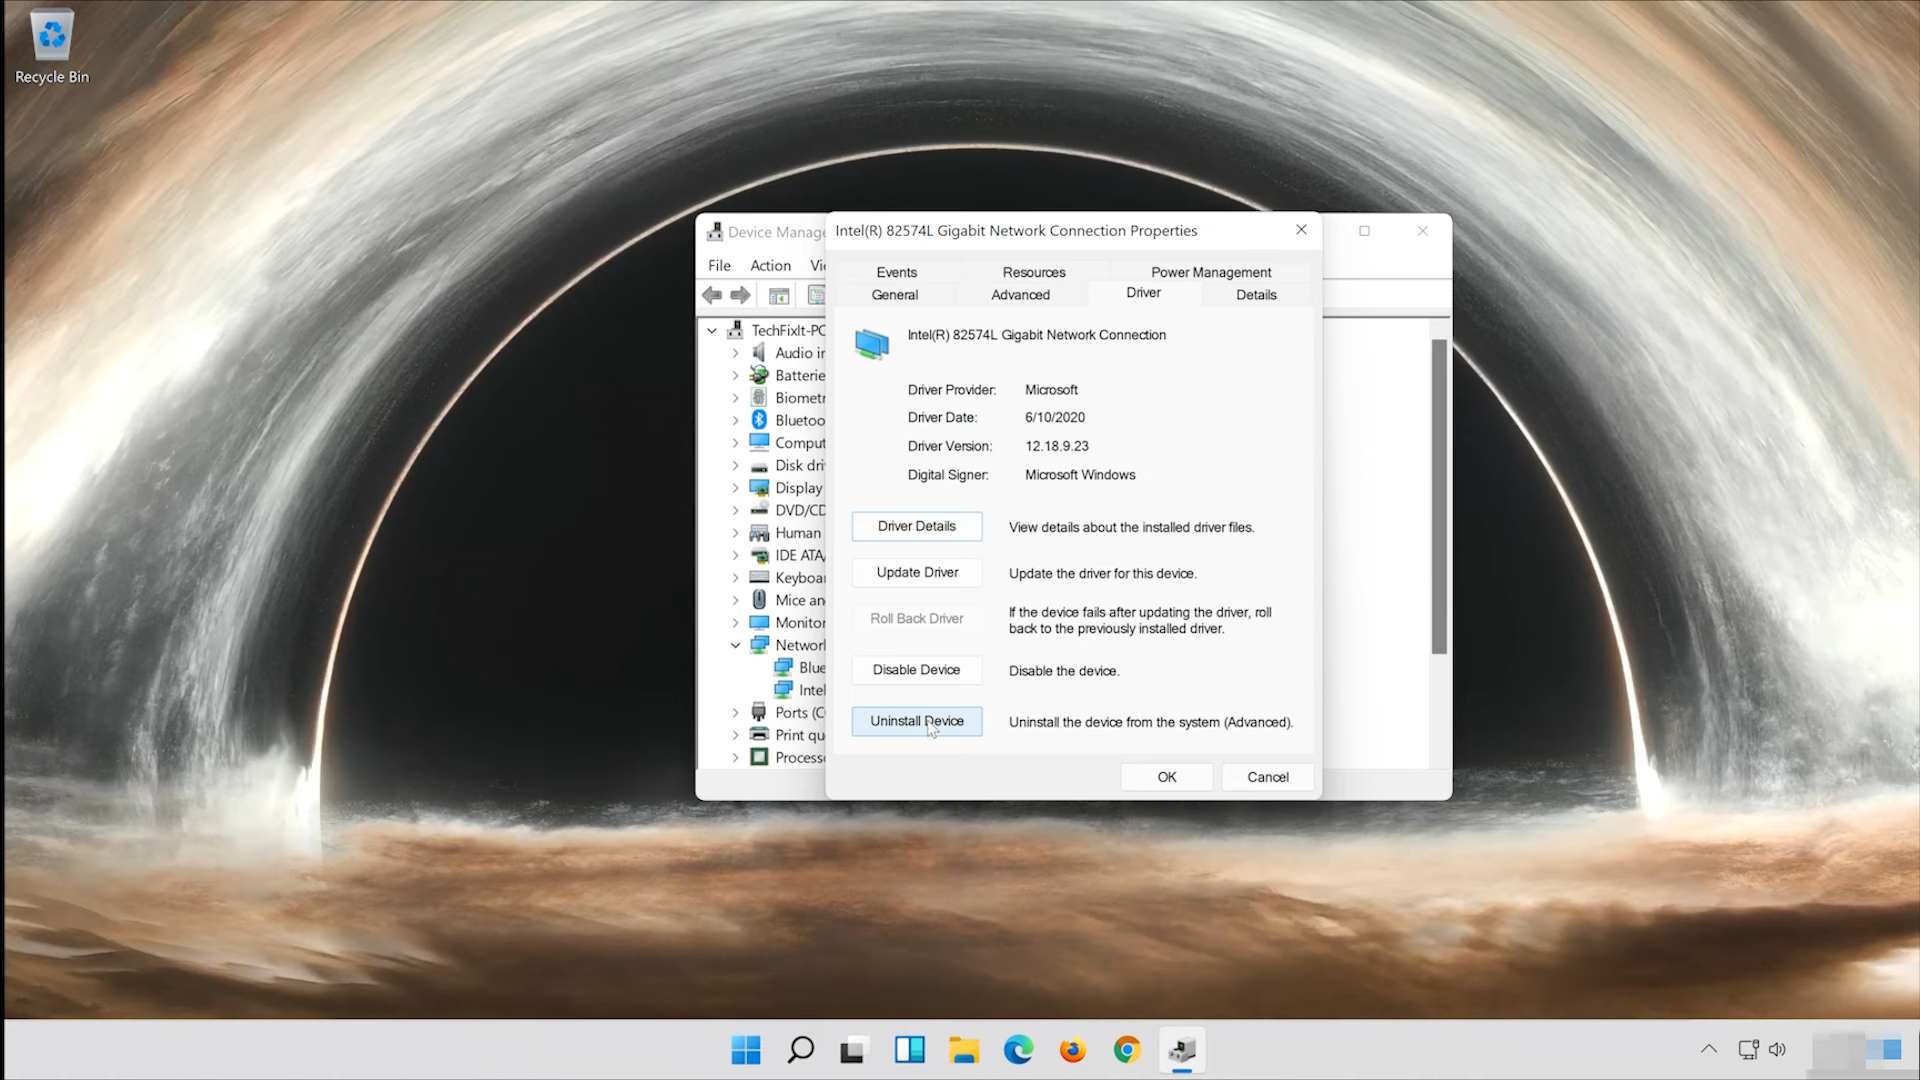 Recycle Bin
Device Manage
Intel(R) 82574L Gigabit Network Connection Properties
File Action
Events Resources Power Management
General Advanced Driver Details
TechFixIt-PC
Intel(R) 82574L Gigabit Network Connection
Audio in
Batterie
Driver Provider: Microsoft
Biometr
Driver Date: 6/10/2020
Bluetoo
Comput
Driver Version: 12.18.9.23
Disk dri
Digital Signer: Microsoft Windows
Display
DVD/CD
Driver Details View details about the installed driver files.
Human
IDE ATA/
Update Driver Update the driver for this device.
Keyboar
Mice an
Roll Back Driver If the device fails after updating the driver, roll
back to the previously installed driver.
Monitor
Network
Blue
Disable Device Disable the device.
Intel
Ports (C
Uninstall Device Uninstall the device from the system (Advanced).
Print qu
Process
OK Cancel